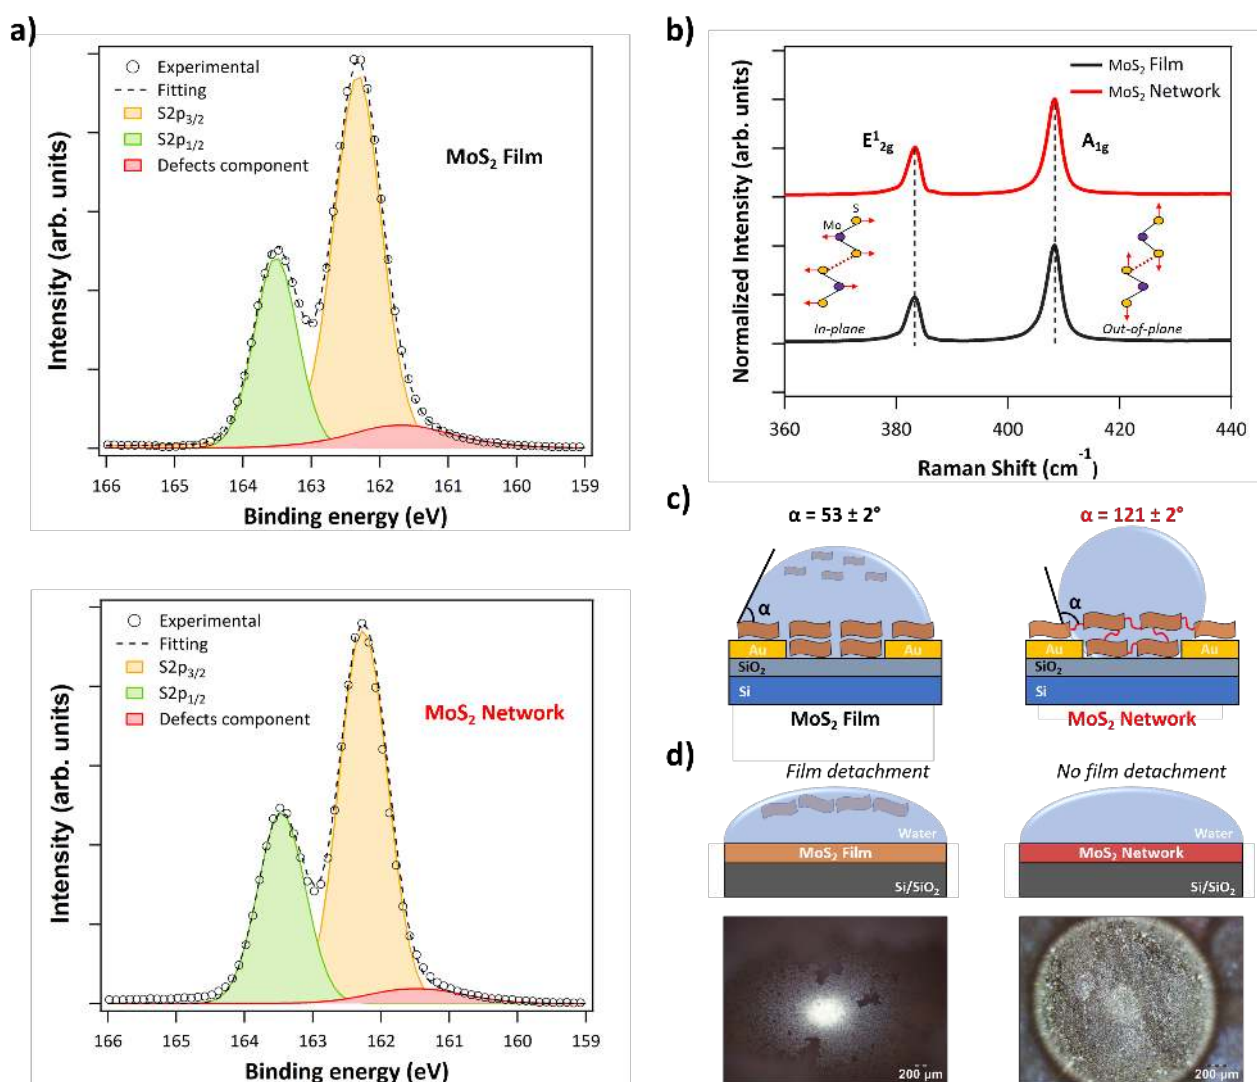 a)
Experimental
Fitting
S2p3/2
S2p1/2
Defects component
MoS2 Film
Intensity (arb. units)
166 165 164 163 162 161 160 159
Binding energy (eV)
Experimental
Fitting
S2p3/2
S2p1/2
Defects component
MoS2 Network
Intensity (arb. units)
166 165 164 163 162 161 160 159
Binding energy (eV)
b)
MoS2 Film
MoS2 Network
E12g
A1g
S
Mo
In-plane
Out-of-plane
Normalized Intensity (arb. units)
360 380 400 420 440
Raman Shift (cm-1)
c)
α = 53 ± 2°
α = 121 ± 2°
α
α
Au
Au
SiO2
Si
Au
Au
SiO2
Si
MoS2 Film
MoS2 Network
d)
Film detachment
No film detachment
Water
MoS2 Film
Si/SiO2
Water
MoS2 Network
Si/SiO2
200 μm
200 μm